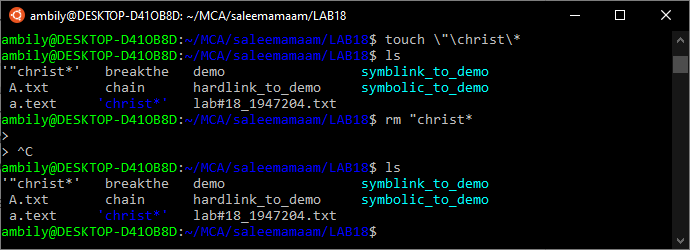 ambily@DESKTOP-D41OB8D: ~/MCA/saleemamaam/LAB18
ambily@DESKTOP-D41OB8D:~/MCA/saleemamaam/LAB18$ touch \"\christ\*
ambily@DESKTOP-D41OB8D:~/MCA/saleemamaam/LAB18$ ls
'"christ*' breakthe demo symblink_to_demo
A.txt chain hardlink_to_demo symbolic_to_demo
a.text 'christ*' lab#18_1947204.txt
ambily@DESKTOP-D41OB8D:~/MCA/saleemamaam/LAB18$ rm "christ*
>
> ^C
ambily@DESKTOP-D41OB8D:~/MCA/saleemamaam/LAB18$ ls
'"christ*' breakthe demo symblink_to_demo
A.txt chain hardlink_to_demo symbolic_to_demo
a.text 'christ*' lab#18_1947204.txt
ambily@DESKTOP-D41OB8D:~/MCA/saleemamaam/LAB18$